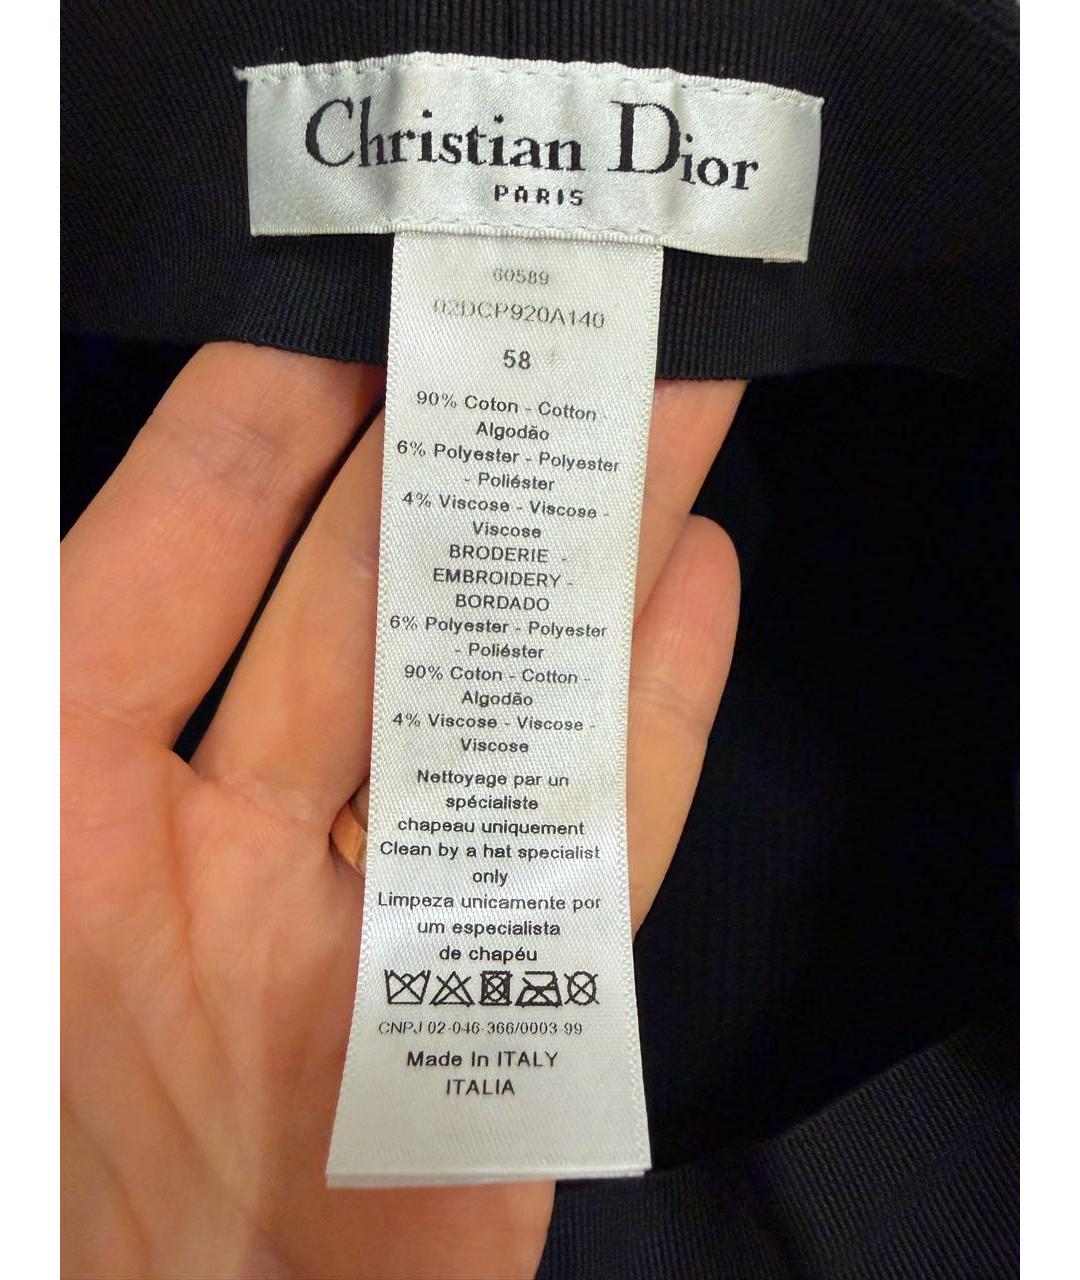 Christian Dior
PARIS
60589
02DCP920A140
58
90% Coton - Cotton -
Algodão
6% Polyester - Polyester
- Poliéster
4% Viscose - Viscose -
Viscose
BRODERIE -
EMBROIDERY -
BORDADO
6% Polyester - Polyester
- Poliéster
90% Coton - Cotton -
Algodão
4% Viscose - Viscose -
Viscose
Nettoyage par un
spécialiste
chapeau uniquement
Clean by a hat specialist
only
Limpeza unicamente por
um especialista
de chapéu
CNPJ 02-046-366/0003-99
Made In ITALY
ITALIA